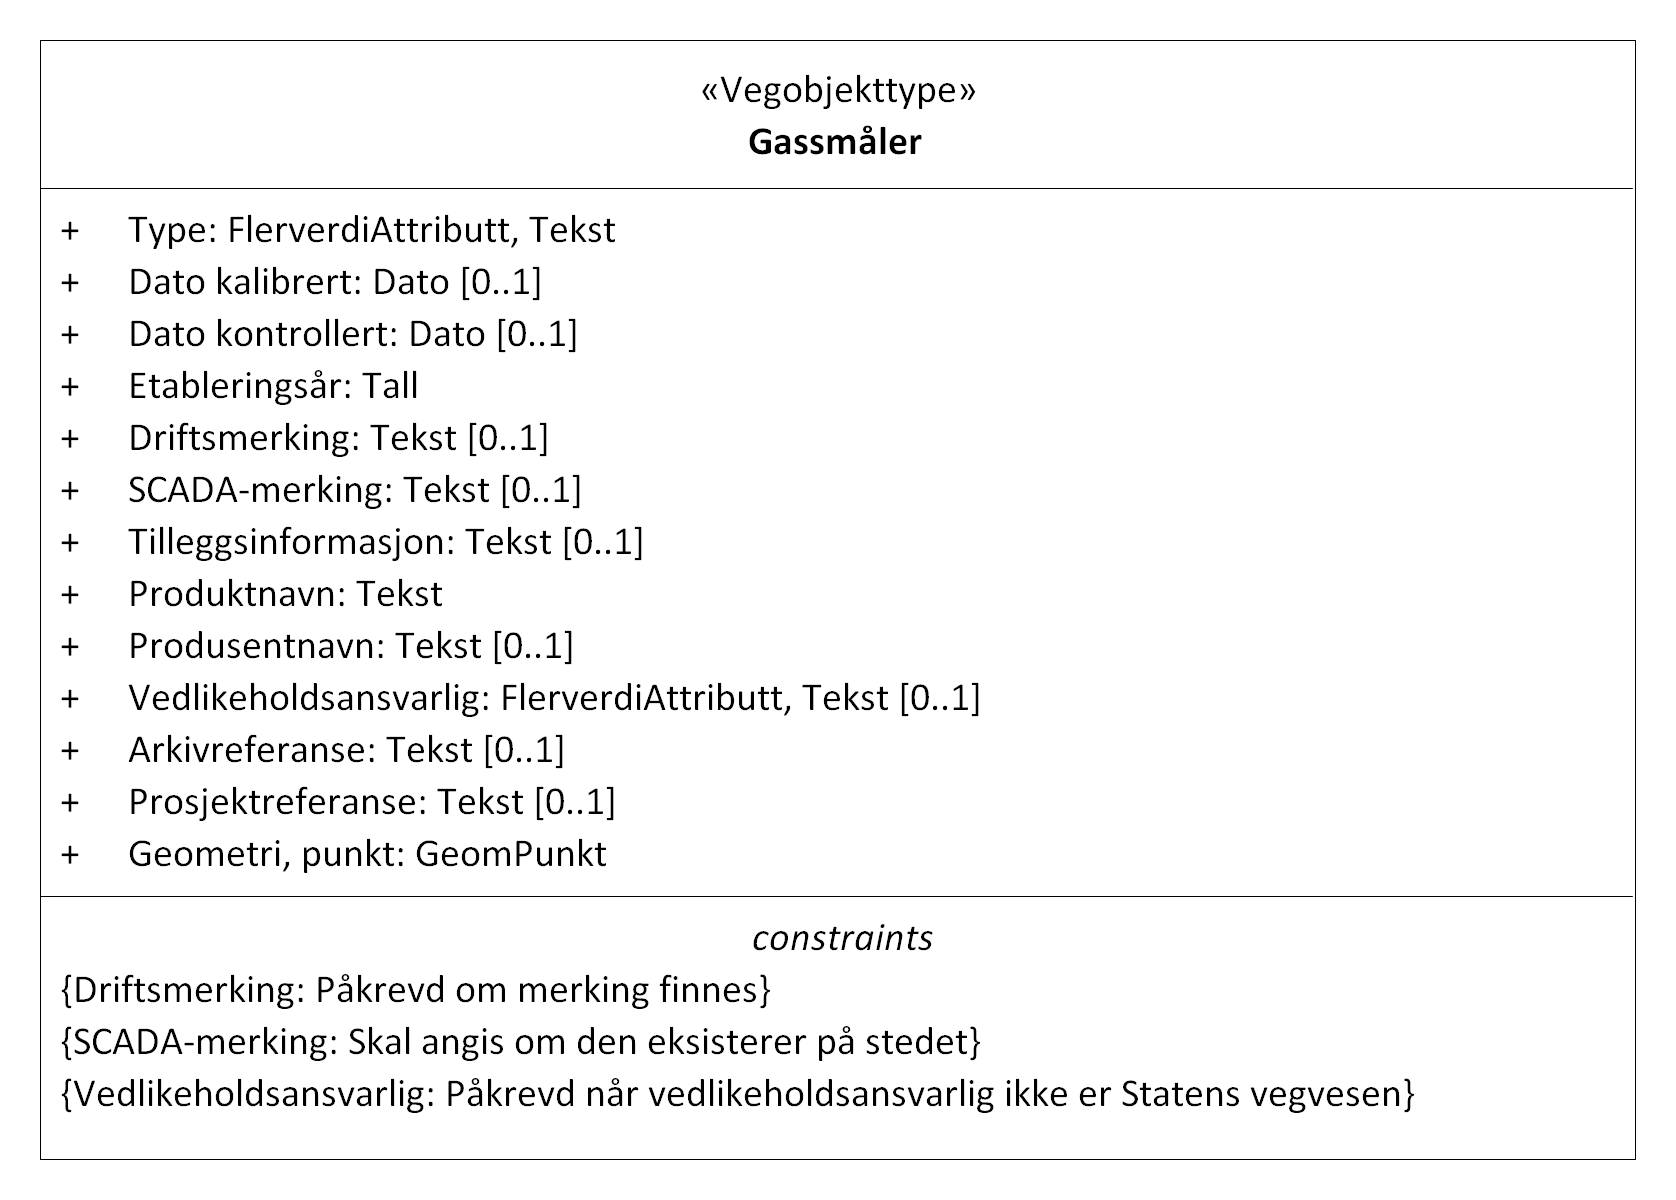 «Vegobjekttype»
Gassmåler
+ Type: FlerverdiAttributt, Tekst
+ Dato kalibrert: Dato [0..1]
+ Dato kontrollert: Dato [0..1]
+ Etableringsår: Tall
+ Driftsmerking: Tekst [0..1]
+ SCADA-merking: Tekst [0..1]
+ Tilleggsinformasjon: Tekst [0..1]
+ Produktnavn: Tekst
+ Produsentnavn: Tekst [0..1]
+ Vedlikeholdsansvarlig: FlerverdiAttributt, Tekst [0..1]
+ Arkivreferanse: Tekst [0..1]
+ Prosjektreferanse: Tekst [0..1]
+ Geometri, punkt: GeomPunkt
constraints
{Driftsmerking: Påkrevd om merking finnes}
{SCADA-merking: Skal angis om den eksisterer på stedet}
{Vedlikeholdsansvarlig: Påkrevd når vedlikeholdsansvarlig ikke er Statens vegvesen}